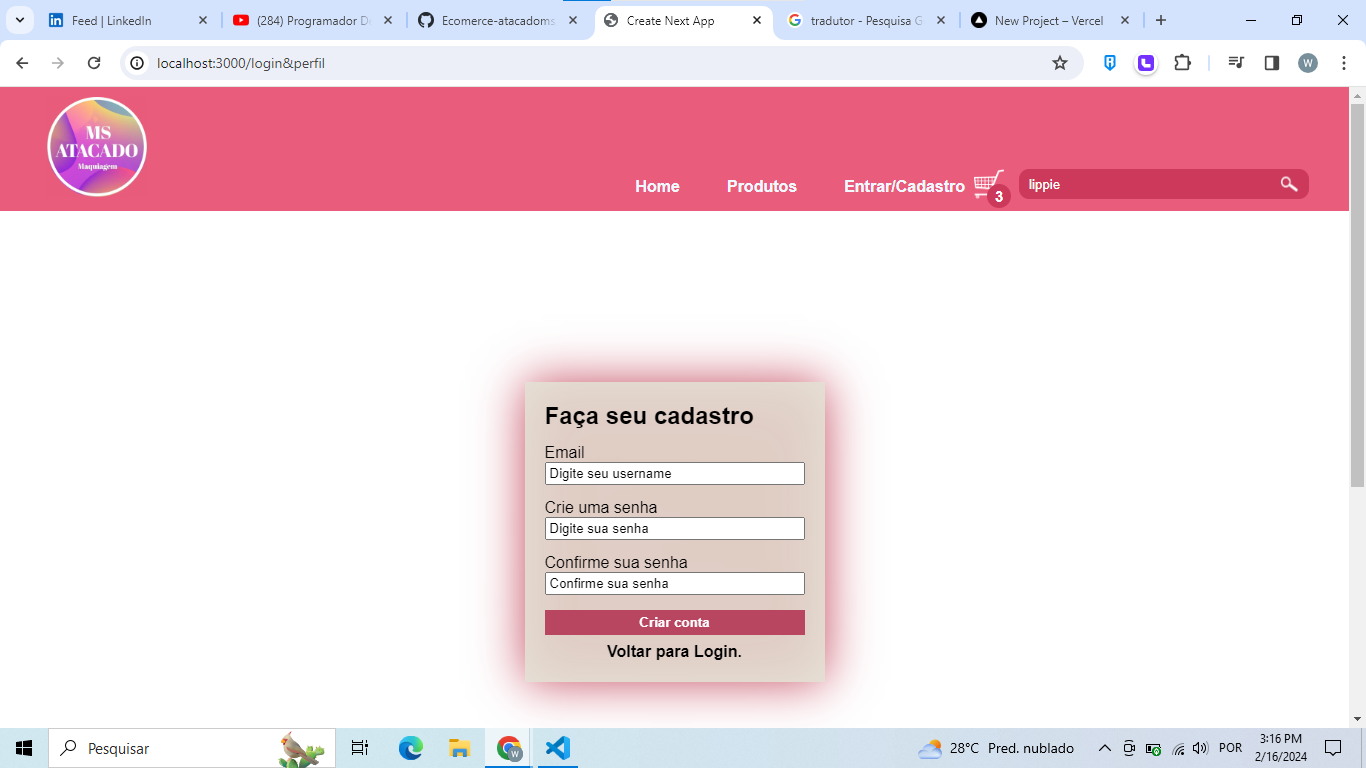 Feed | LinkedIn
(284) Programador De
Ecomerce-atacadoms
Create Next App
tradutor - Pesquisa G
New Project – Vercel
localhost:3000/login&perfil
W
MS
ATACADO
Maquiagem
Home
Produtos
Entrar/Cadastro
3
lippie
Faça seu cadastro
Email
Digite seu username
Crie uma senha
Digite sua senha
Confirme sua senha
Confirme sua senha
Criar conta
Voltar para Login.
Pesquisar
W
28°C Pred. nublado
POR
3:16 PM
2/16/2024